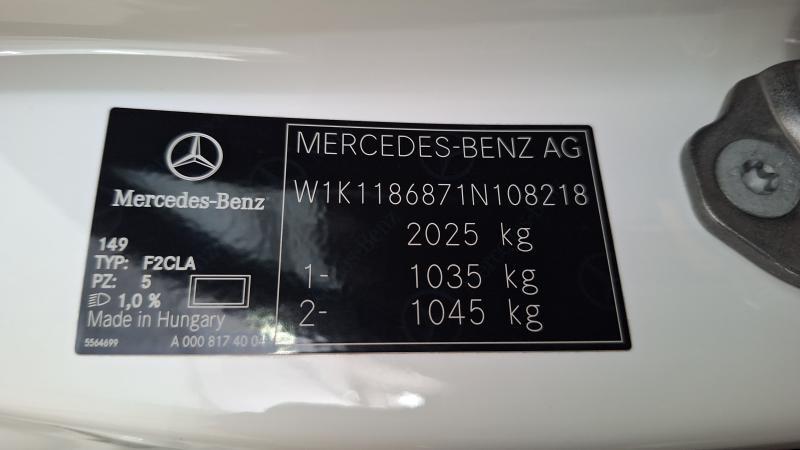 Mercedes-Benz
149
TYP: F2CLA
PZ: 5
1,0 %
Made in Hungary
5564699 A 000 817 40 04
MERCEDES-BENZ AG
W1K1186871N108218
2025 kg
1- 1035 kg
2- 1045 kg